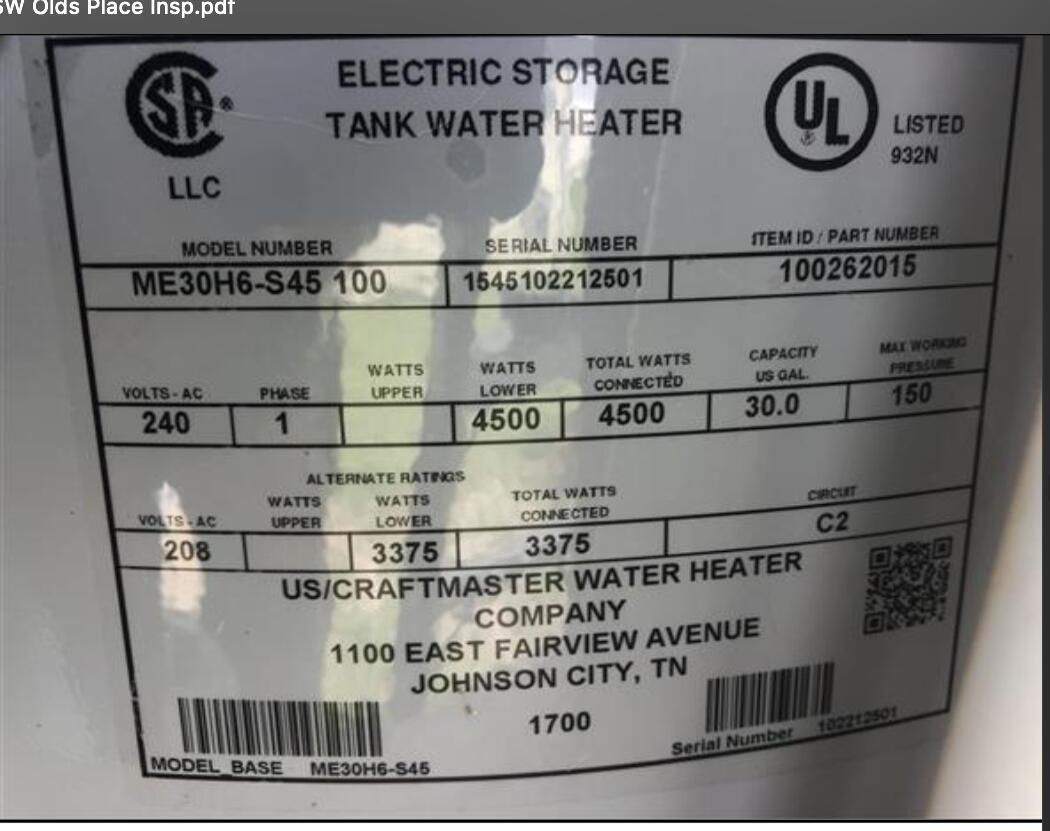 SW Olds Place Insp.pdf
SA®
LLC
ELECTRIC STORAGE
TANK WATER HEATER
UL
LISTED
932N
MODEL NUMBER SERIAL NUMBER ITEM ID / PART NUMBER
ME30H6-S45 100 1545102212501 100262015
VOLTS - AC PHASE WATTS UPPER WATTS LOWER TOTAL WATTS CONNECTED CAPACITY US GAL. MAX WORKING PRESSURE
240 1 4500 4500 30.0 150
ALTERNATE RATINGS
VOLTS - AC WATTS UPPER WATTS LOWER TOTAL WATTS CONNECTED CIRCUIT
208 3375 3375 C2
US/CRAFTMASTER WATER HEATER
COMPANY
1100 EAST FAIRVIEW AVENUE
JOHNSON CITY, TN
1700
Serial Number 102212501
MODEL BASE ME30H6-S45